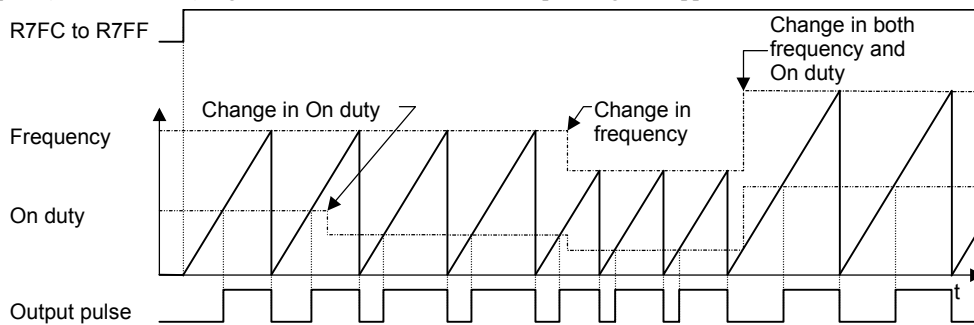 R7FC to R7FF
Change in both
frequency and
On duty
Change in On duty
Change in
frequency
Frequency
On duty
t
Output pulse